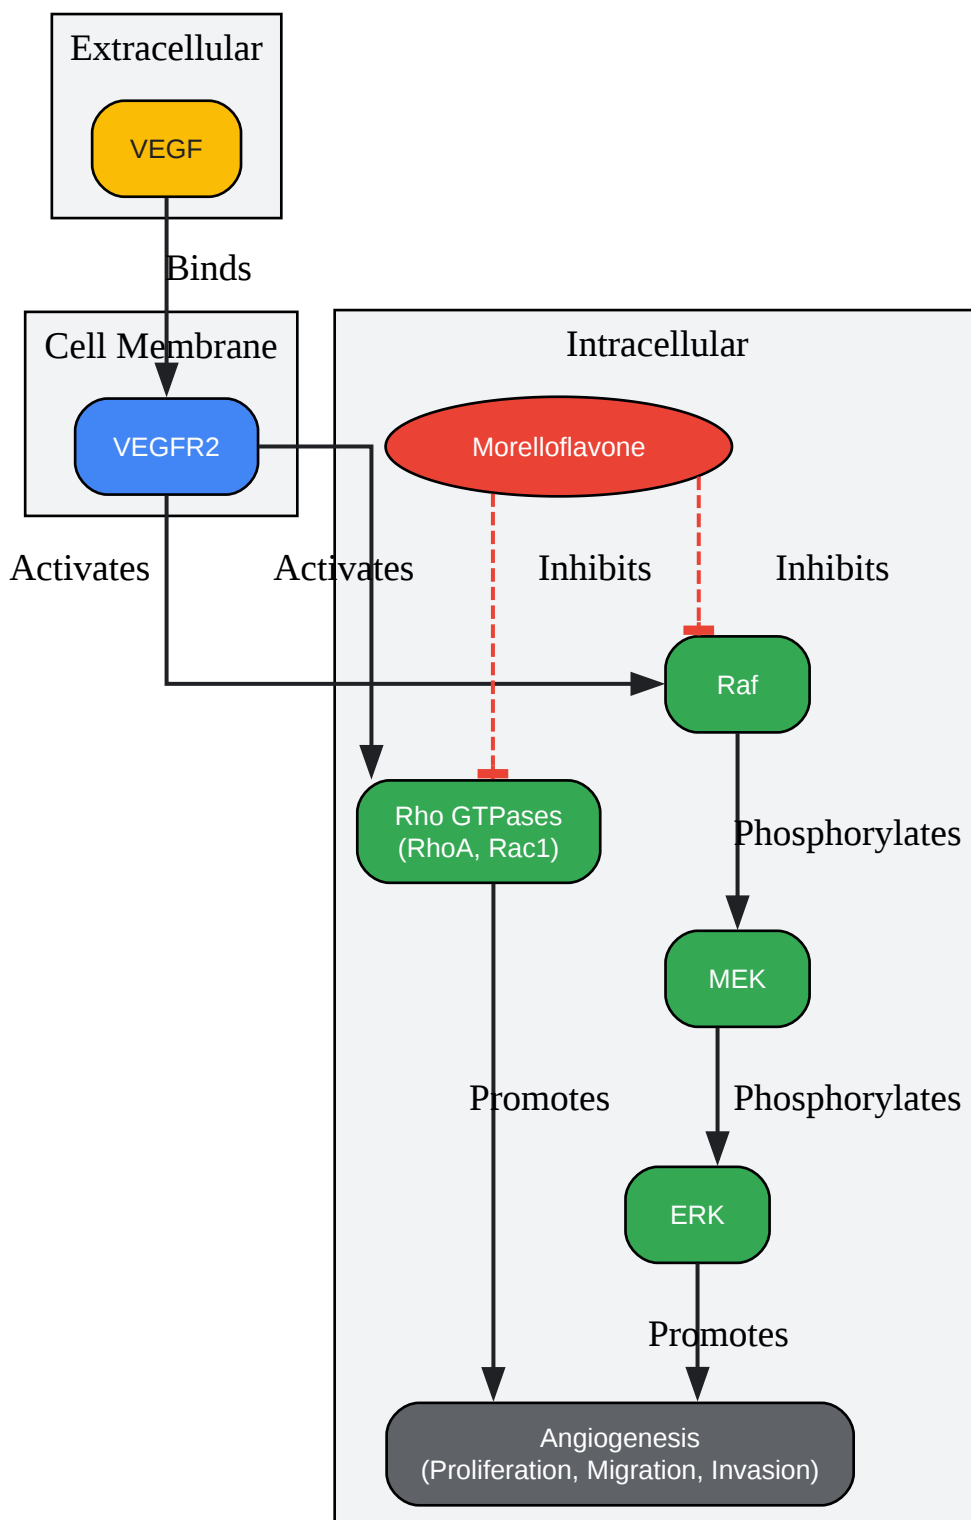 Extracellular
VEGF
Binds
Cell Membrane
Intracellular
VEGFR2
Morelloflavone
Activates
Activates
Inhibits
Inhibits
Raf
Rho GTPases
(RhoA, Rac1)
Phosphorylates
MEK
Promotes
Phosphorylates
ERK
Promotes
Angiogenesis
(Proliferation, Migration, Invasion)